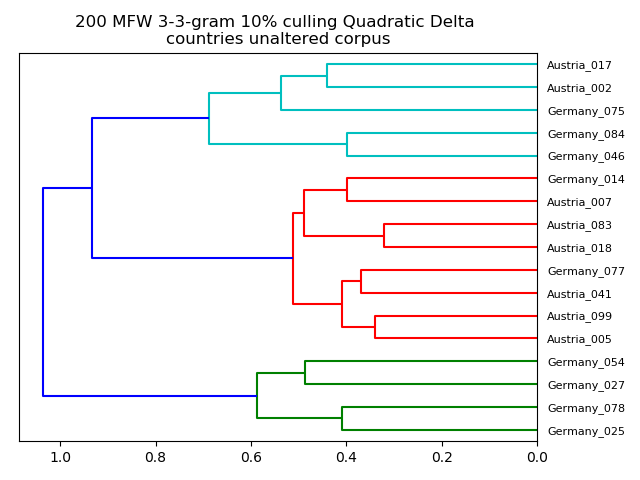 200 MFW 3-3-gram 10% culling Quadratic Delta
countries unaltered corpus
Austria_017
Austria_002
Germany_075
Germany_084
Germany_046
Germany_014
Austria_007
Austria_083
Austria_018
Germany_077
Austria_041
Austria_099
Austria_005
Germany_054
Germany_027
Germany_078
Germany_025
1.0 0.8 0.6 0.4 0.2 0.0